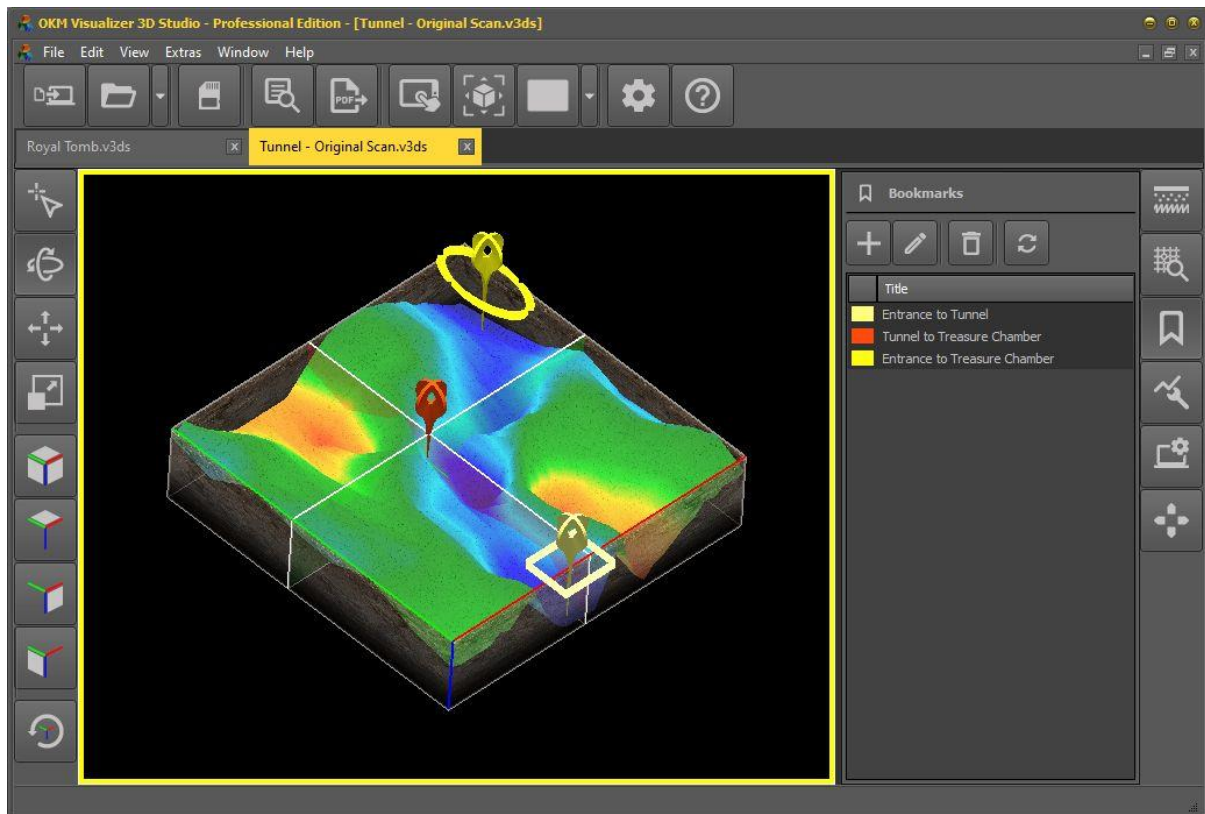 OKM Visualizer 3D Studio - Professional Edition - [Tunnel - Original Scan.v3ds]
File Edit View Extras Window Help
PDF
Royal Tomb.v3ds
Tunnel - Original Scan.v3ds
Bookmarks
Title
Entrance to Tunnel
Tunnel to Treasure Chamber
Entrance to Treasure Chamber